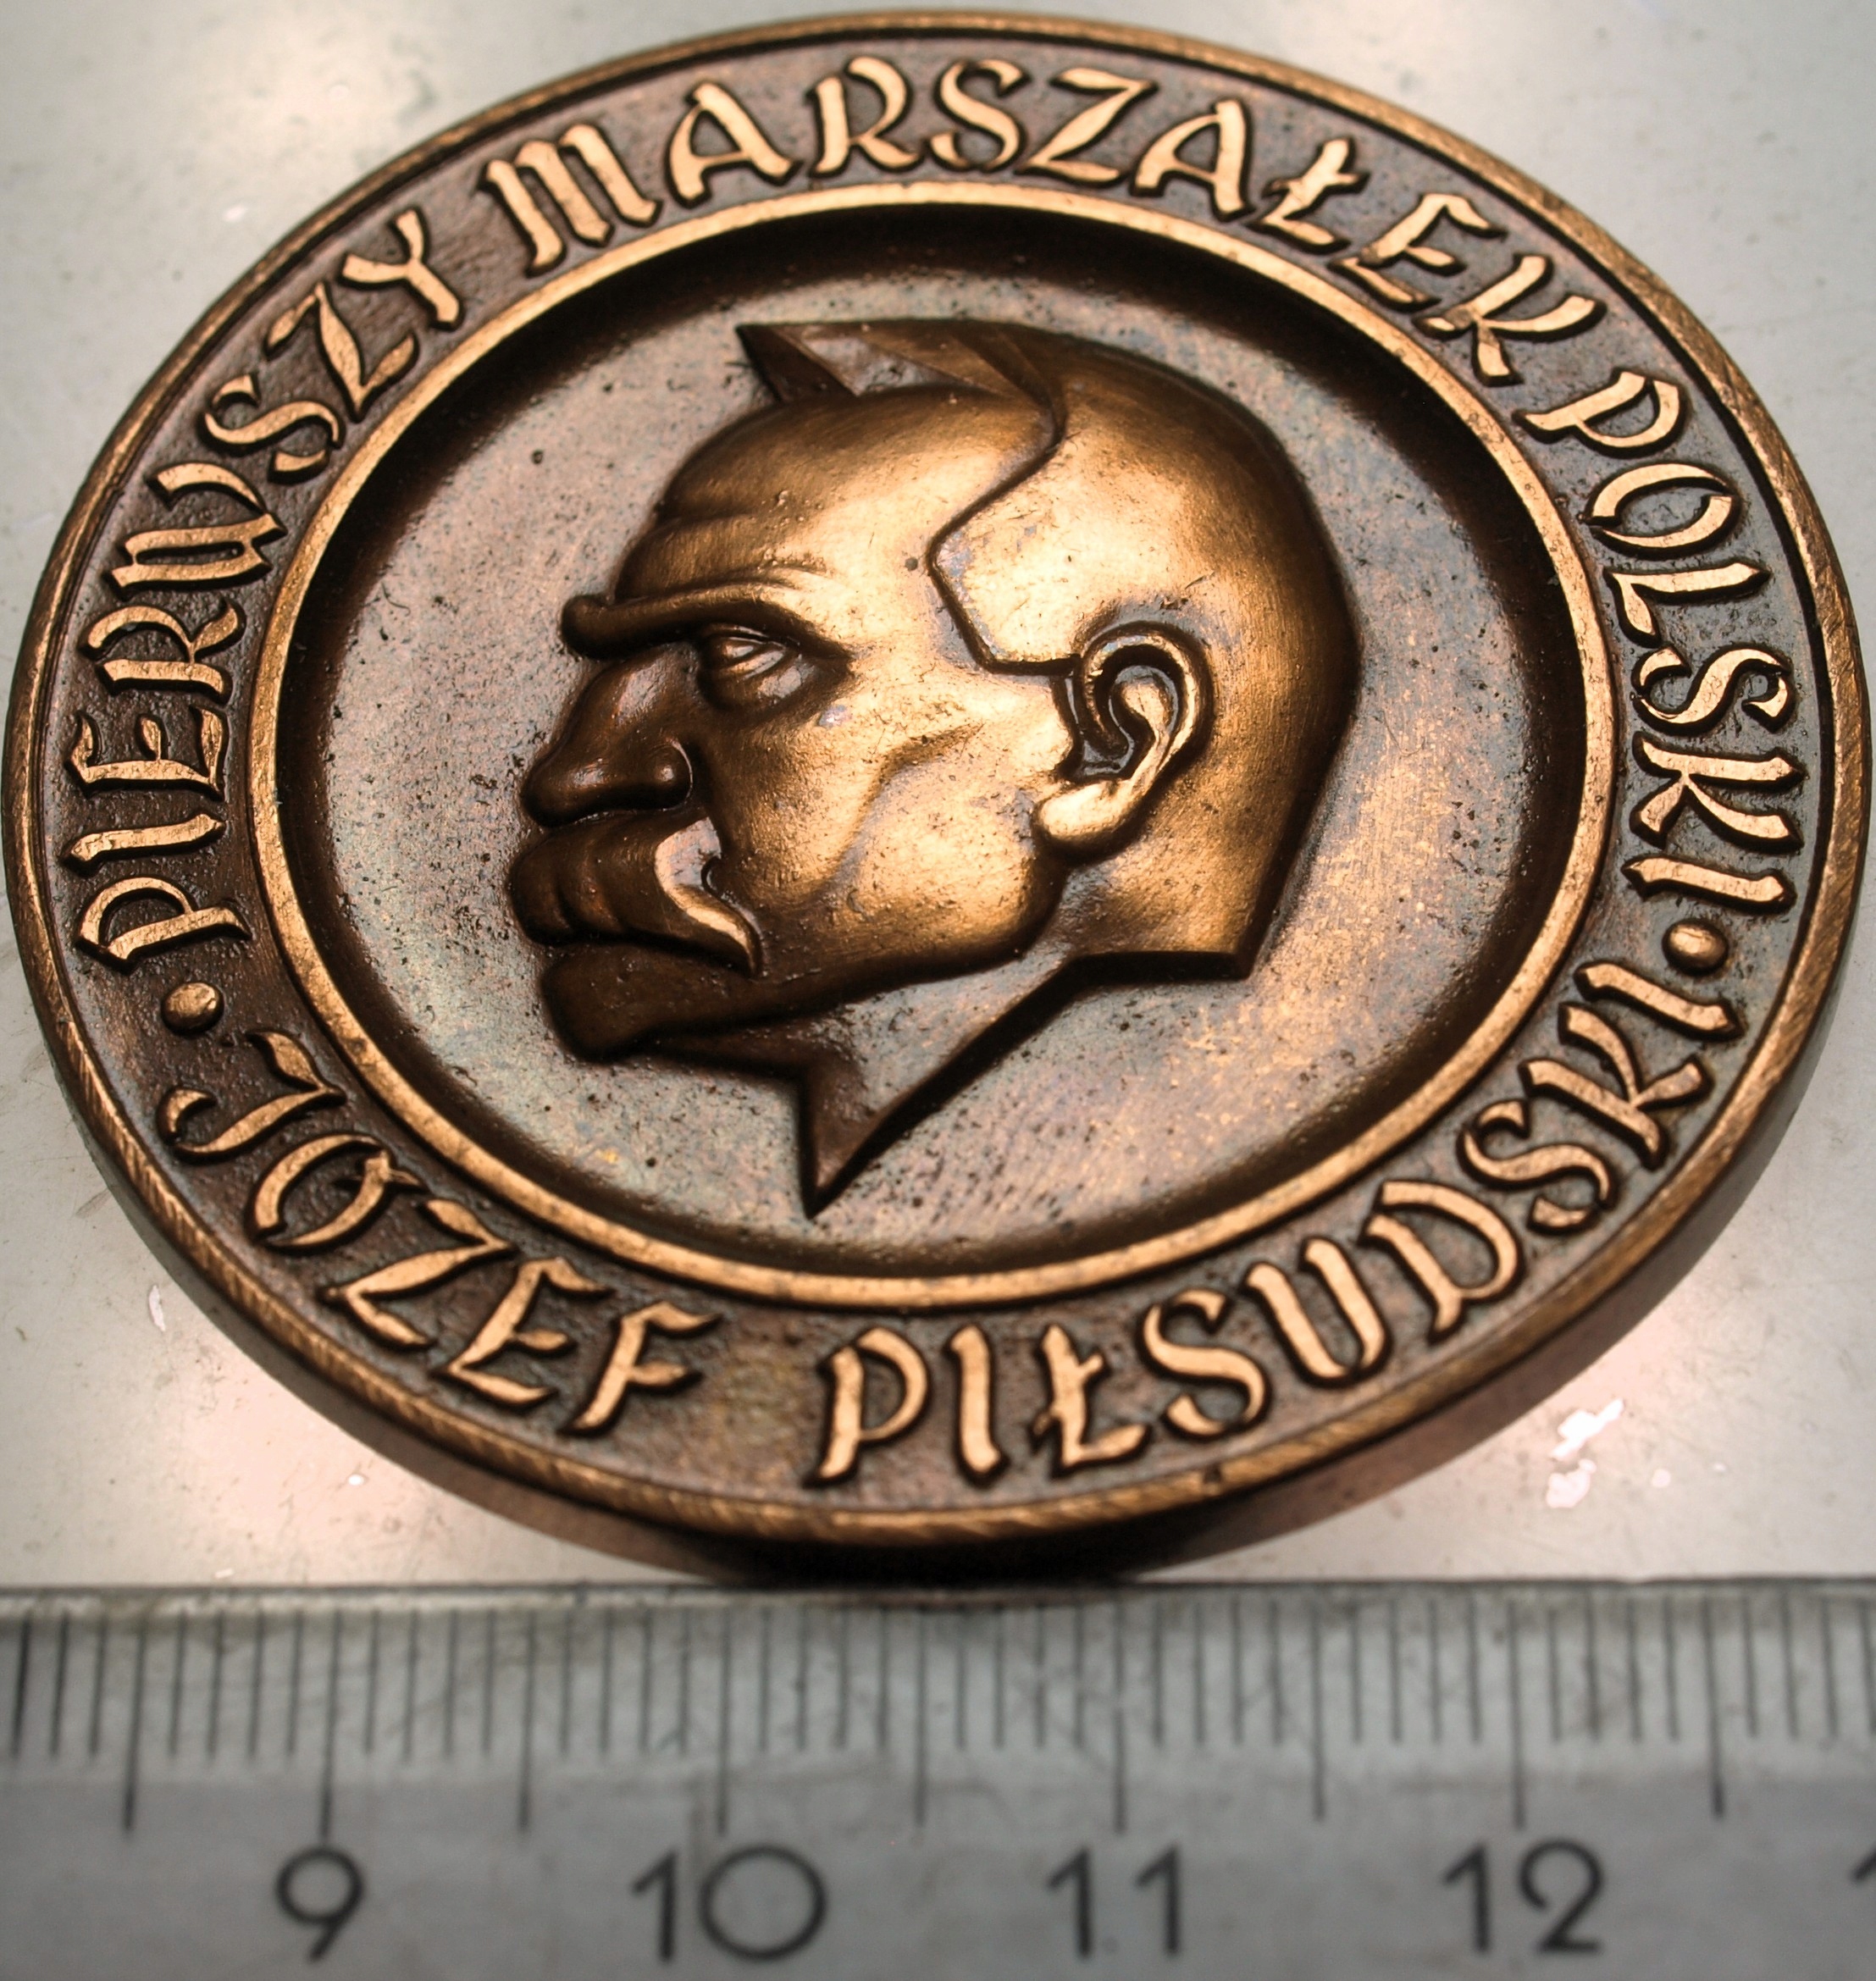 PIERWSZY MARSZAŁEK POLSKI
JÓZEF PIŁSUDSKI
9 10 11 12